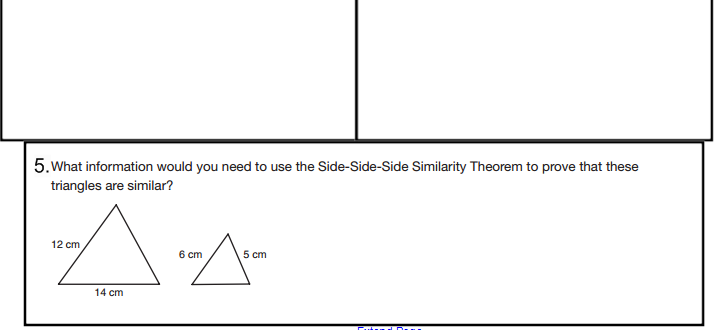 5. What information would you need to use the Side-Side-Side Similarity Theorem to prove that these
triangles are similar?
12 cm
6 cm
5 cm
14 cm